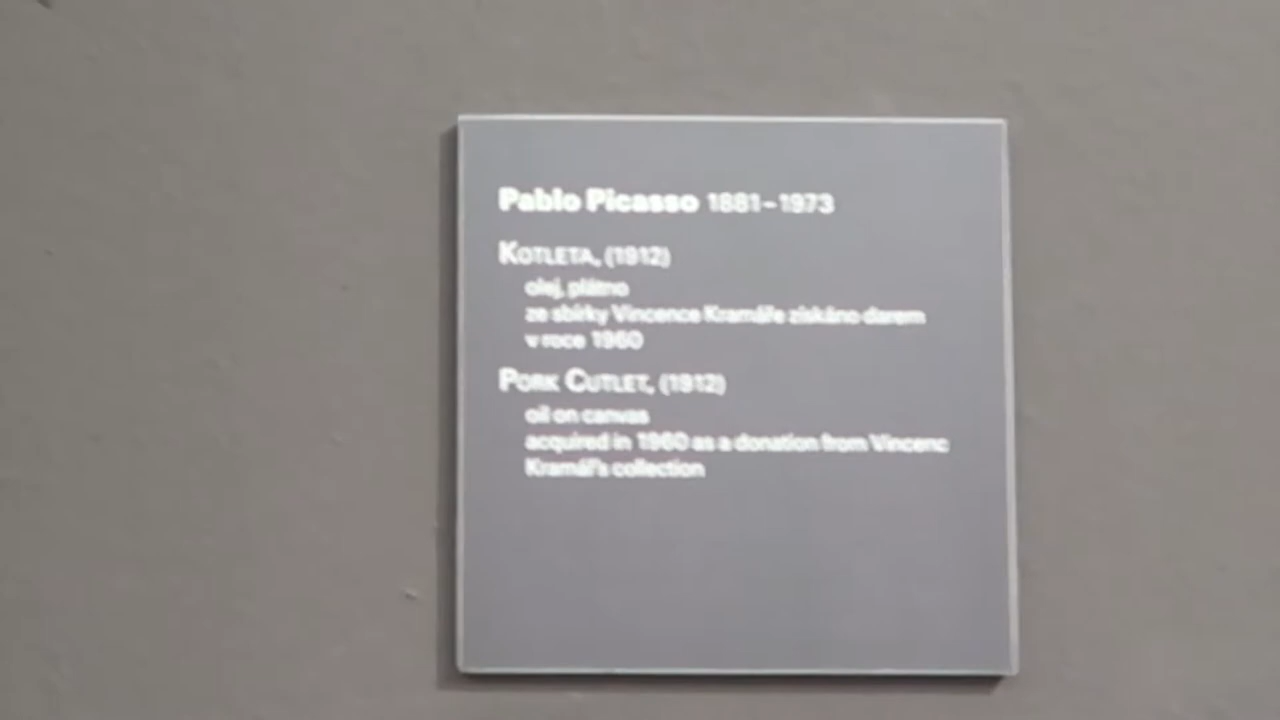 Pablo Picasso 1881–1973
KOTLETA, (1912)
olej, plátno
ze sbírky Vincence Kramáře získáno darem
v roce 1960
PORK CUTLET, (1912)
oil on canvas
acquired in 1960 as a donation from Vincenc
Kramář's collection